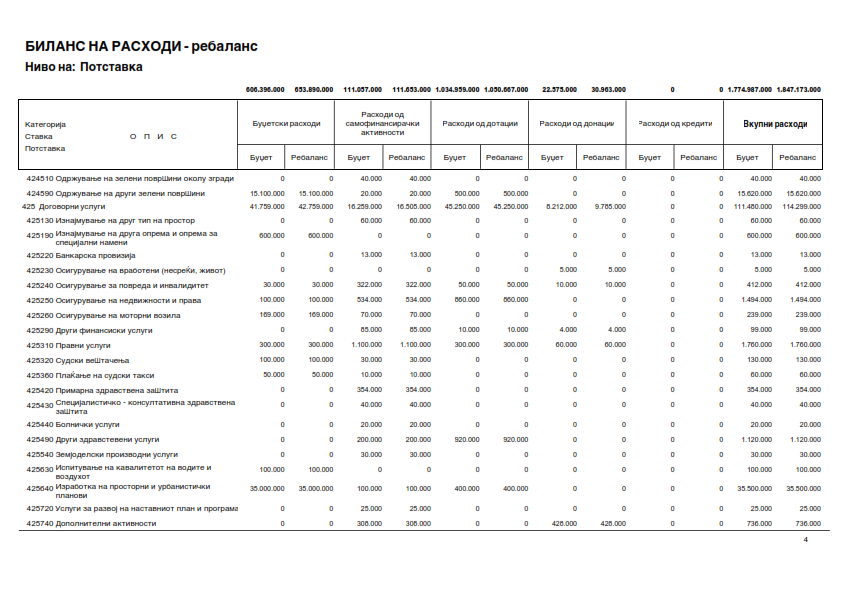 БИЛАНС НА РАСХОДИ - ребаланс
Ниво на: Потставка
606.396.000 653.890.000 111.057.000 111.653.000 1.034.959.000 1.050.667.000 22.575.000 30.963.000 0 0 1.774.987.000 1.847.173.000
Категорија
Ставка О П И С
Потставка
Буџетски расходи
Расходи од самофинансирачки активности
Расходи од дотации
Расходи од донации
Расходи од кредити
Вкупни расходи
Буџет Ребаланс Буџет Ребаланс Буџет Ребаланс Буџет Ребаланс Буџет Ребаланс Буџет Ребаланс
424510 Одржување на зелени површини околу згради 0 0 40.000 40.000 0 0 0 0 0 0 40.000 40.000
424590 Одржување на други зелени површини 15.100.000 15.100.000 20.000 20.000 500.000 500.000 0 0 0 0 15.620.000 15.620.000
425 Договорни услуги 41.759.000 42.759.000 16.259.000 16.505.000 45.250.000 45.250.000 8.212.000 9.785.000 0 0 111.480.000 114.299.000
425130 Изнајмување на друг тип на простор 0 0 60.000 60.000 0 0 0 0 0 0 60.000 60.000
425190 Изнајмување на друга опрема и опрема за специјални намени 600.000 600.000 0 0 0 0 0 0 0 0 600.000 600.000
425220 Банкарска провизија 0 0 13.000 13.000 0 0 0 0 0 0 13.000 13.000
425230 Осигурување на вработени (несреЌи, живот) 0 0 0 0 0 0 5.000 5.000 0 0 5.000 5.000
425240 Осигурување за повреда и инвалидитет 30.000 30.000 322.000 322.000 50.000 50.000 10.000 10.000 0 0 412.000 412.000
425250 Осигурување на недвижности и права 100.000 100.000 534.000 534.000 860.000 860.000 0 0 0 0 1.494.000 1.494.000
425260 Осигурување на моторни возила 169.000 169.000 70.000 70.000 0 0 0 0 0 0 239.000 239.000
425290 Други финансиски услуги 0 0 85.000 85.000 10.000 10.000 4.000 4.000 0 0 99.000 99.000
425310 Правни услуги 300.000 300.000 1.100.000 1.100.000 300.000 300.000 60.000 60.000 0 0 1.760.000 1.760.000
425320 Судски веШтачења 100.000 100.000 30.000 30.000 0 0 0 0 0 0 130.000 130.000
425360 ПлаЌање на судски такси 50.000 50.000 10.000 10.000 0 0 0 0 0 0 60.000 60.000
425420 Примарна здравствена заШтита 0 0 354.000 354.000 0 0 0 0 0 0 354.000 354.000
425430 Специјалистичко - консултативна здравствена заШтита 0 0 40.000 40.000 0 0 0 0 0 0 40.000 40.000
425440 Болнички услуги 0 0 20.000 20.000 0 0 0 0 0 0 20.000 20.000
425490 Други здравствевени услуги 0 0 200.000 200.000 920.000 920.000 0 0 0 0 1.120.000 1.120.000
425540 Земјоделски производни услуги 0 0 30.000 30.000 0 0 0 0 0 0 30.000 30.000
425630 Испитување на кавалитетот на водите и воздухот 100.000 100.000 0 0 0 0 0 0 0 0 100.000 100.000
425640 Изработка на просторни и урбанистички планови 35.000.000 35.000.000 100.000 100.000 400.000 400.000 0 0 0 0 35.500.000 35.500.000
425720 Услуги за развој на наставниот план и програма 0 0 25.000 25.000 0 0 0 0 0 0 25.000 25.000
425740 Дополнителни активности 0 0 308.000 308.000 0 0 428.000 428.000 0 0 736.000 736.000
4